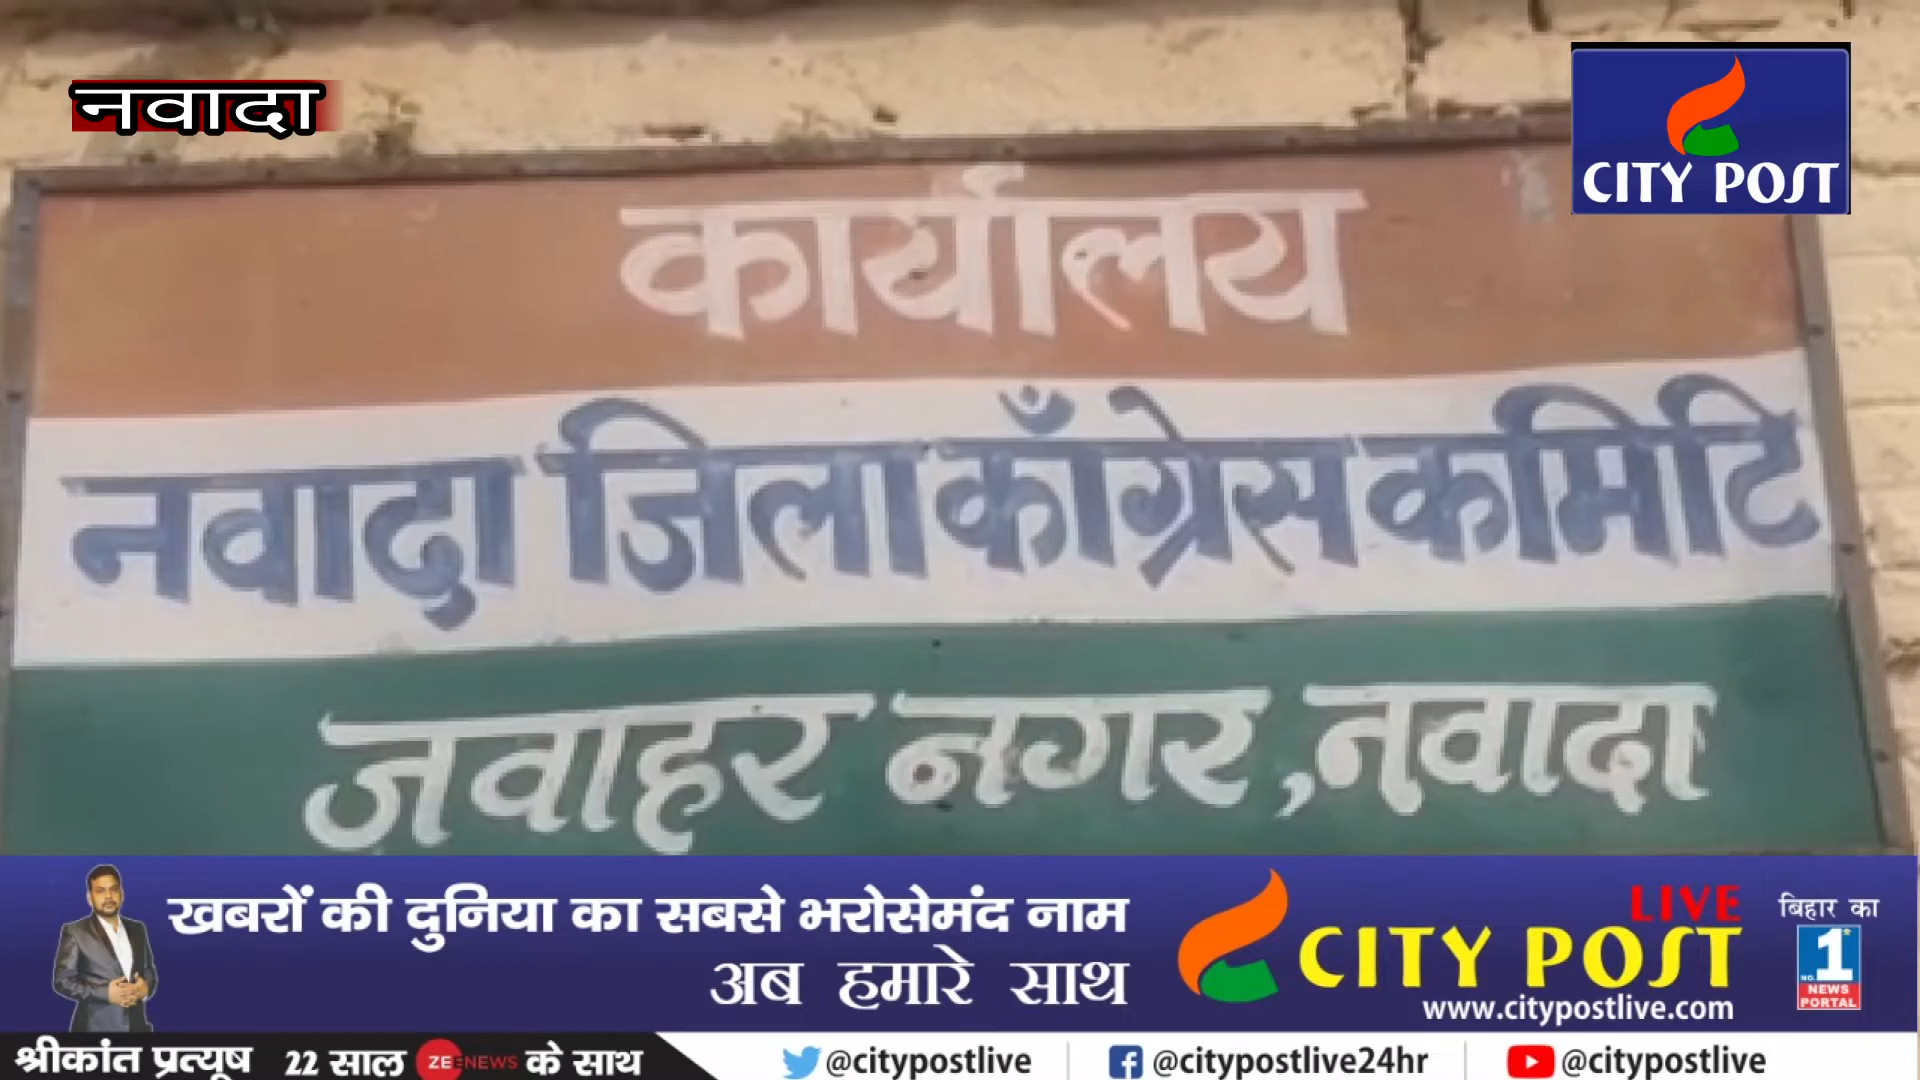 नवादा
CITY POST
कार्यालय
नवादा जिला काँग्रेस कमिटि
जवाहर नगर, नवादा
खबरों की दुनिया का सबसे भरोसेमंद नाम
अब हमारे साथ
LIVE
CITY POST
www.citypostlive.com
बिहार का
NO. 1
NEWS
PORTAL
श्रीकांत प्रत्यूष 22 साल ZEE NEWS के साथ
@citypostlive
@citypostlive24hr
@citypostlive